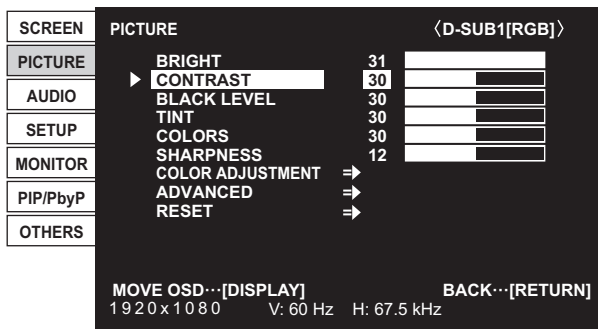 SCREEN
PICTURE
AUDIO
SETUP
MONITOR
PIP/PbyP
OTHERS
PICTURE 〈D-SUB1[RGB]〉
BRIGHT 31
CONTRAST 30
BLACK LEVEL 30
TINT 30
COLORS 30
SHARPNESS 12
COLOR ADJUSTMENT
ADVANCED
RESET
MOVE OSD···[DISPLAY] BACK···[RETURN]
1920x1080 V: 60 Hz H: 67.5 kHz